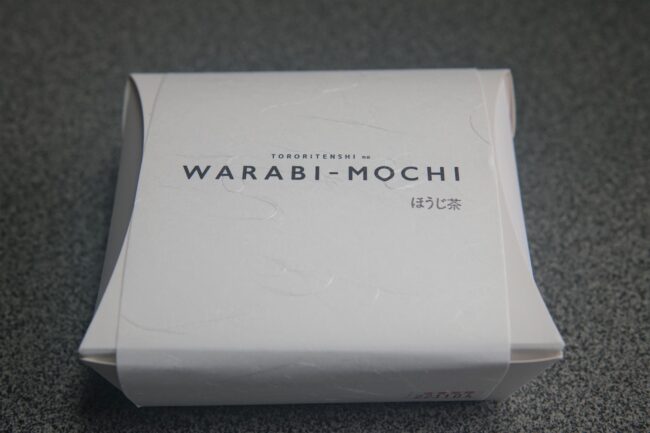 TORORITENSHI
WARABI-MOCHI
ほうじ茶